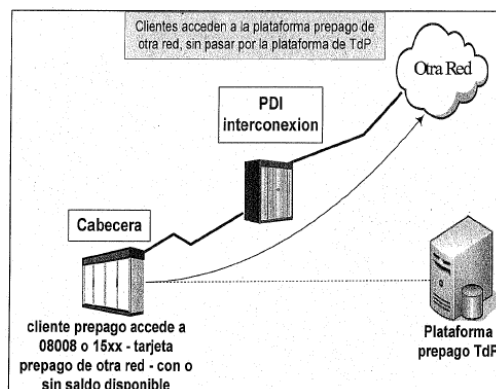 Clientes acceden a la plataforma prepago de
otra red, sin pasar por la plataforma de TdP
Otra Red
PDI
interconexion
Cabecera
cliente prepago accede a
08008 o 15xx - tarjeta
prepago de otra red - con o
sin saldo disponible
Plataforma
prepago TdP